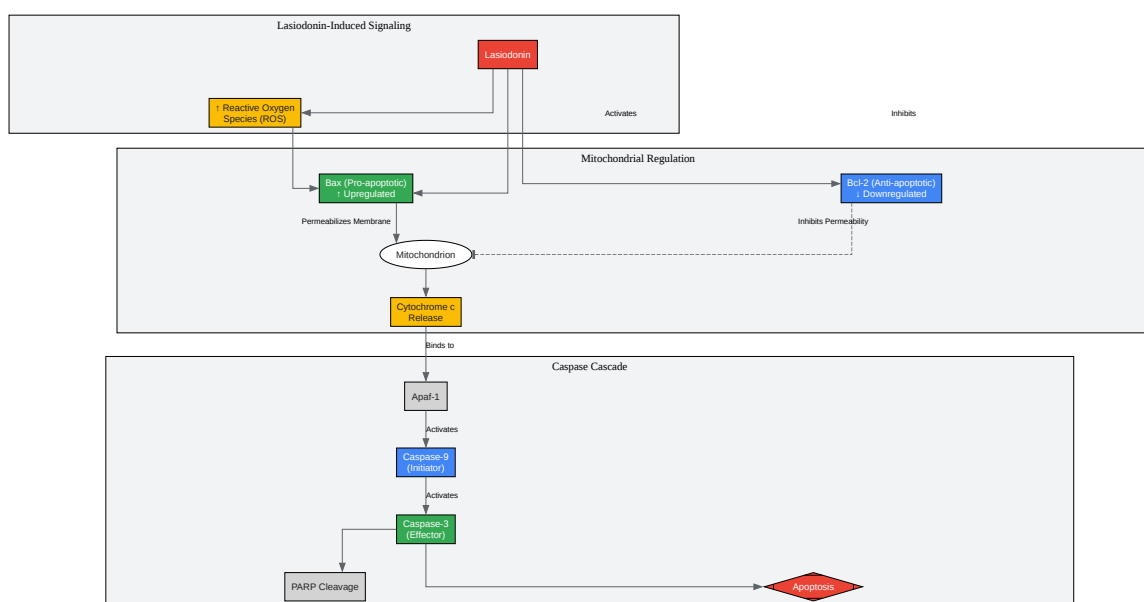 Lasiodonin-Induced Signaling
Lasiodonin
↑ Reactive Oxygen
Species (ROS)
Activates
Inhibits
Mitochondrial Regulation
Bax (Pro-apoptotic)
↑ Upregulated
Bcl-2 (Anti-apoptotic)
↓ Downregulated
Permeabilizes Membrane
Inhibits Permeability
Mitochondrion
Cytochrome c
Release
Binds to
Caspase Cascade
Apaf-1
Activates
Caspase-9
(Initiator)
Activates
Caspase-3
(Effector)
PARP Cleavage
Apoptosis